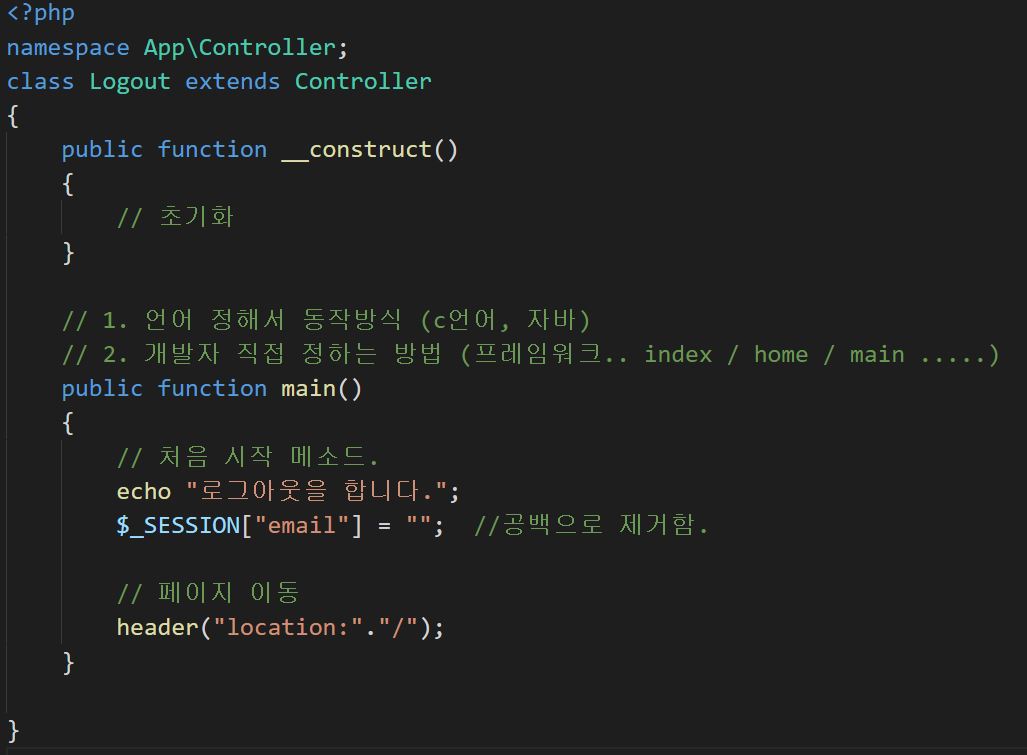 <?php
namespace App\Controller;
class Logout extends Controller
{
    public function __construct()
    {
        // 초기화
    }

    // 1. 언어 정해서 동작방식 (c언어, 자바)
    // 2. 개발자 직접 정하는 방법 (프레임워크.. index / home / main .....)
    public function main()
    {
        // 처음 시작 메소드.
        echo "로그아웃을 합니다.";
        $_SESSION["email"] = "";  //공백으로 제거함.

        // 페이지 이동
        header("location:"."/");
    }

}